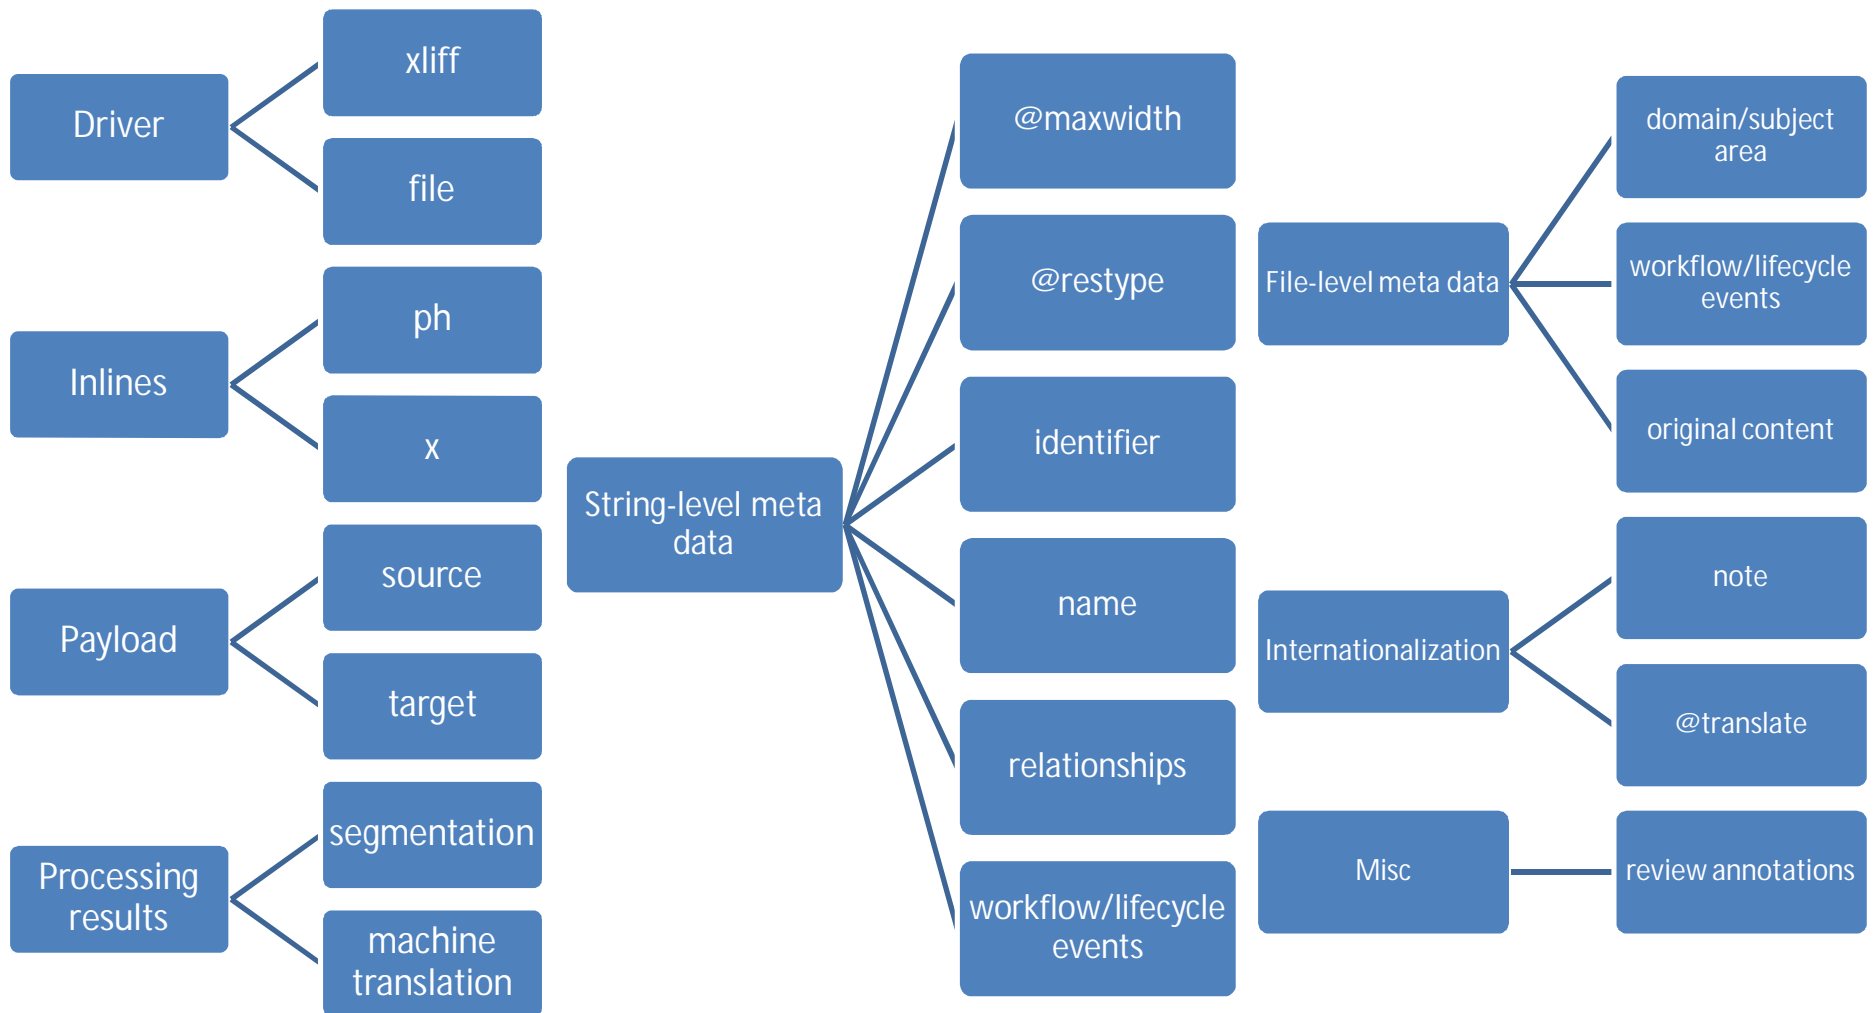 Driver
xliff
file
Inlines
ph
x
Payload
source
target
Processing
results
segmentation
machine
translation
String-level meta
data
@maxwidth
@restype
identifier
name
relationships
workflow/lifecycle
events
File-level meta data
domain/subject
area
workflow/lifecycle
events
original content
Internationalization
note
@translate
Misc
review annotations